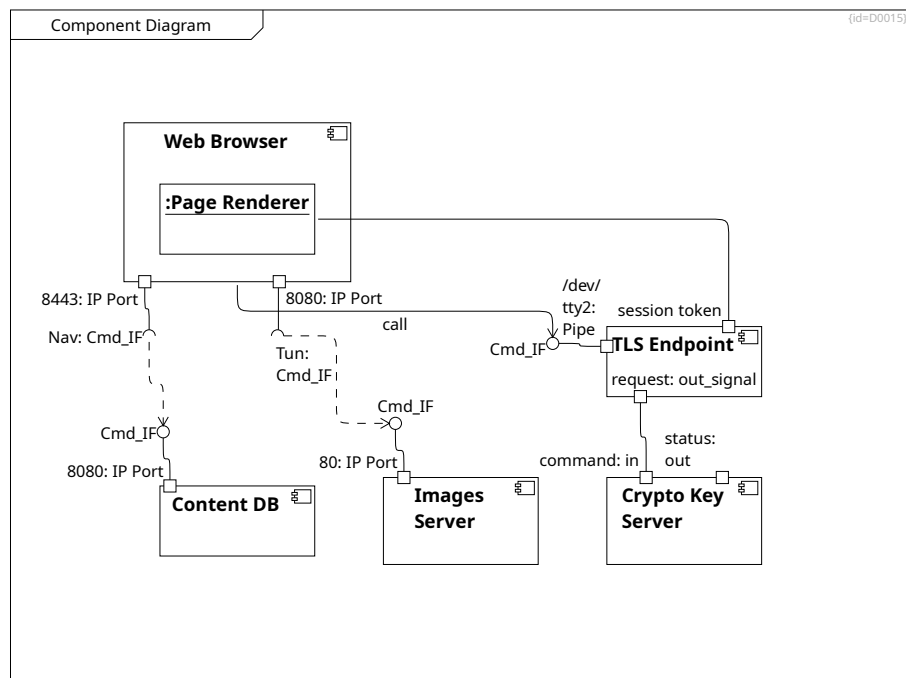 Component Diagram
{id=D0015}
Web Browser
:Page Renderer
8443: IP Port
8080: IP Port
Nav: Cmd_IF
Tun:
Cmd_IF
call
/dev/
tty2:
Pipe
Cmd_IF
session token
TLS Endpoint
request: out_signal
Cmd_IF
8080: IP Port
Content DB
Cmd_IF
80: IP Port
Images
Server
command: in
status:
out
Crypto Key
Server